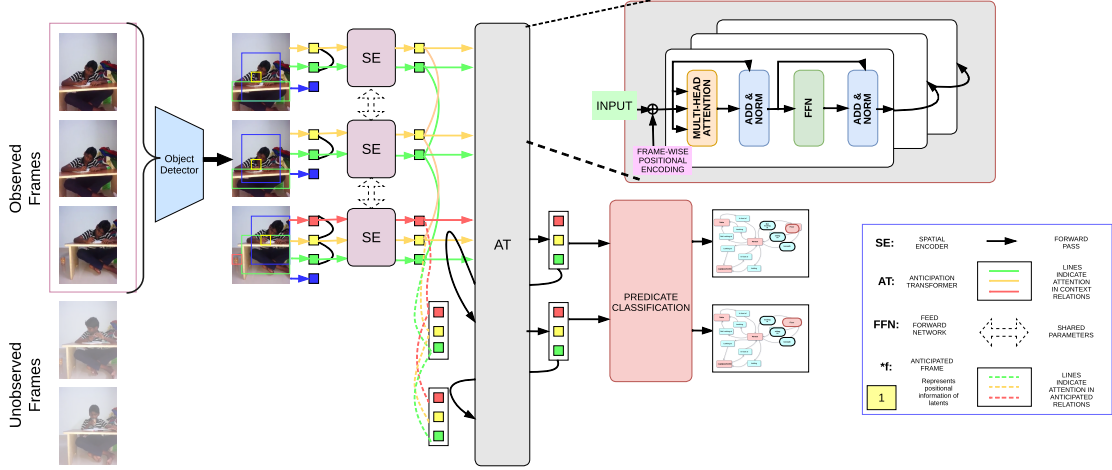 Observed
Frames
Unobserved
Frames
Object
Detector
SE
SE
SE
AT
INPUT
FRAME-WISE
POSITIONAL
ENCODING
MULTI-HEAD
ATTENTION
ADD &
NORM
FFN
ADD &
NORM
PREDICATE
CLASSIFICATION
SE:
SPATIAL
ENCODER
FORWARD
PASS
AT:
ANTICIPATION
TRANSFORMER
LINES
INDICATE
ATTENTION
IN CONTEXT
RELATIONS
FFN:
FEED
FORWARD
NETWORK
SHARED
PARAMETERS
*f:
ANTICIPATED
FRAME
1
Represents
positional
information of
latents
LINES
INDICATE
ATTENTION IN
ANTICIPATED
RELATIONS